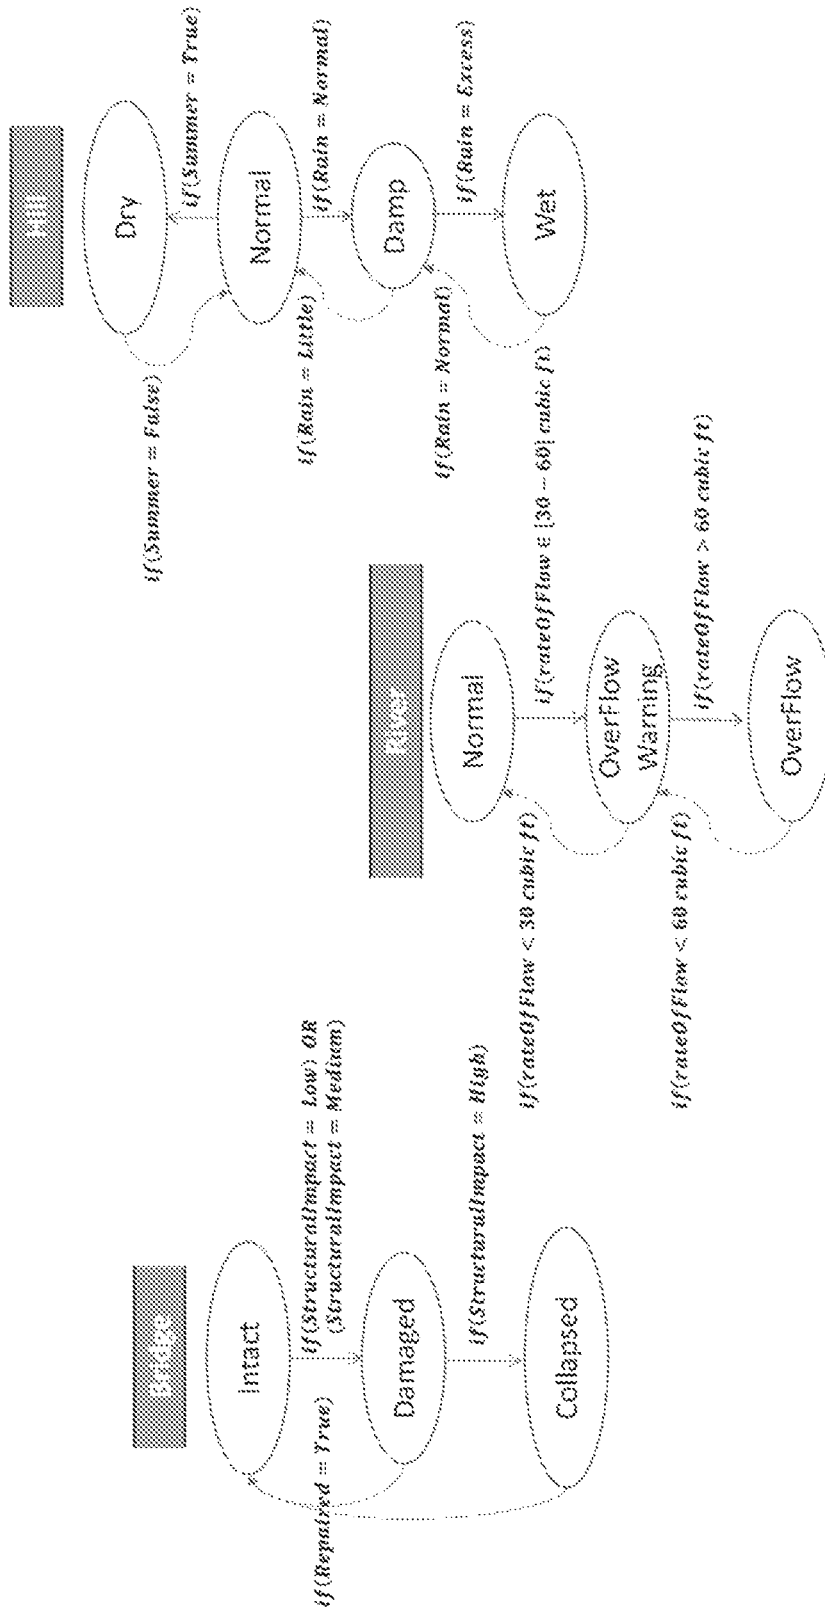 Bridge
Intact
if(StructuralImpact = Low) OR
(StructuralImpact = Medium)
if(Repaired = True)
Damaged
if(StructuralImpact = High)
Collapsed
River
Normal
if(rateOfFlow ∈ [30 − 60] cubic ft)
if(rateOfFlow < 30 cubic ft)
OverFlow
Warning
if(rateOfFlow > 60 cubic ft)
if(rateOfFlow < 60 cubic ft)
OverFlow
Hill
Dry
if(Summer = True)
if(Summer = False)
Normal
if(Rain = Normal)
if(Rain = Little)
Damp
if(Rain = Excess)
if(Rain = Normal)
Wet